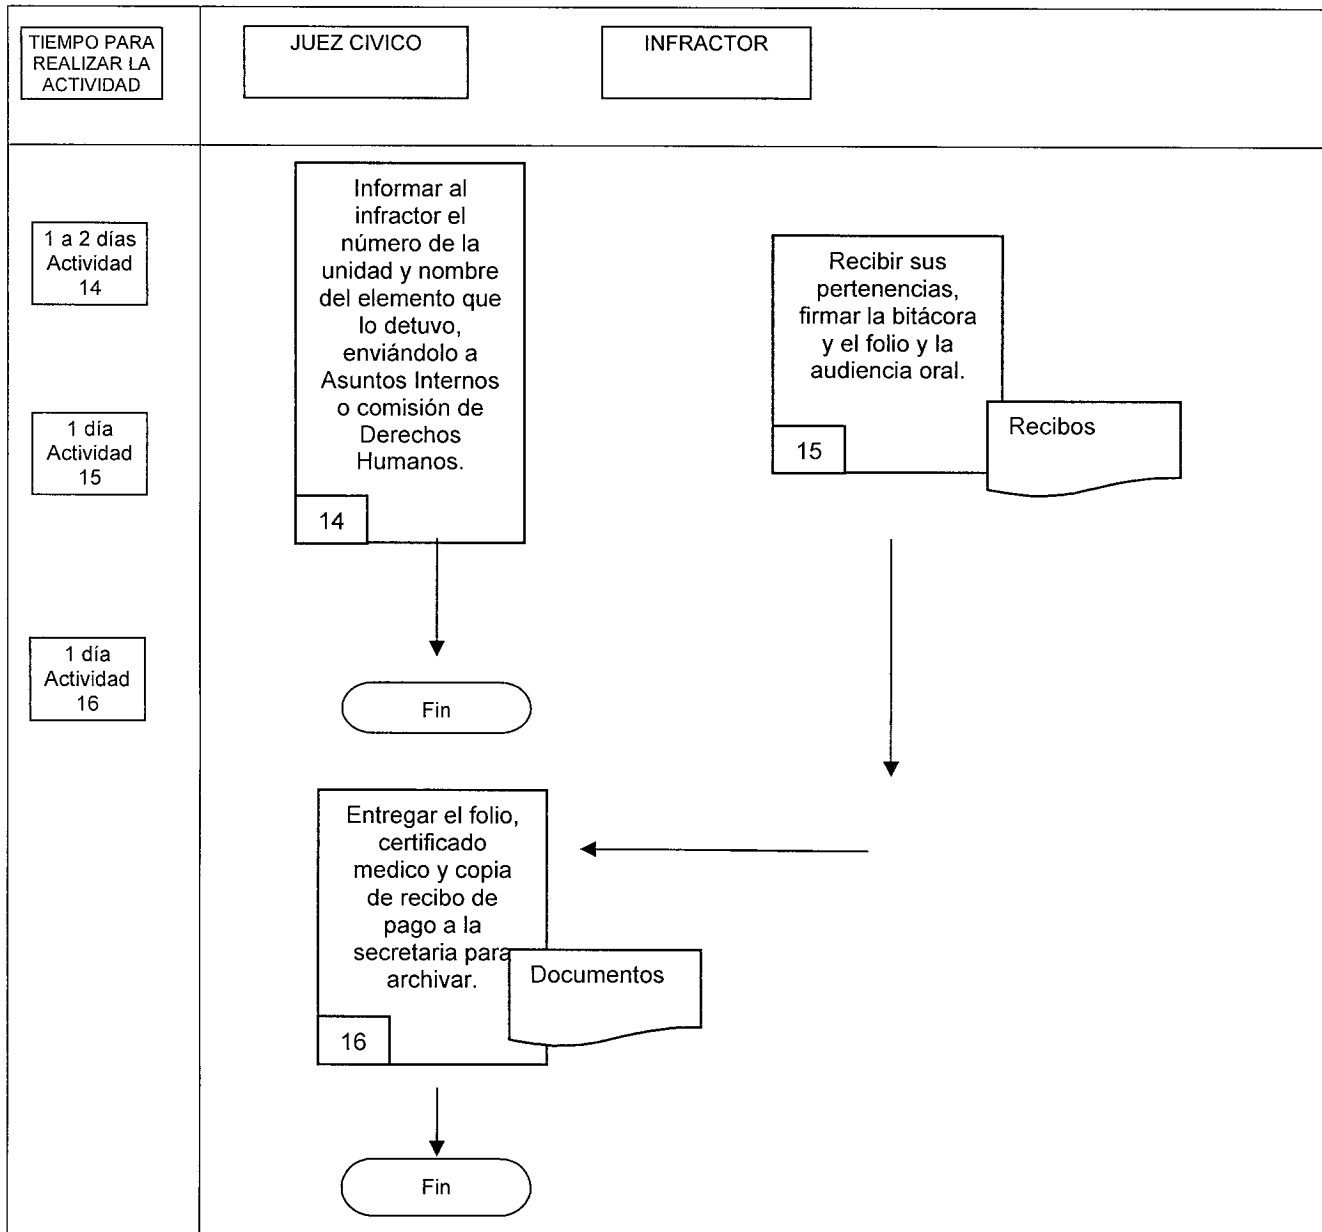 TIEMPO PARA
REALIZAR LA
ACTIVIDAD
JUEZ CIVICO
INFRACTOR
1 a 2 días
Actividad
14
Informar al
infractor el
número de la
unidad y nombre
del elemento que
lo detuvo,
enviándolo a
Asuntos Internos
o comisión de
Derechos
Humanos.
14
Recibir sus
pertenencias,
firmar la bitácora
y el folio y la
audiencia oral.
15
Recibos
1 día
Actividad
15
1 día
Actividad
16
Fin
Entregar el folio,
certificado
medico y copia
de recibo de
pago a la
secretaria para
archivar.
16
Documentos
Fin